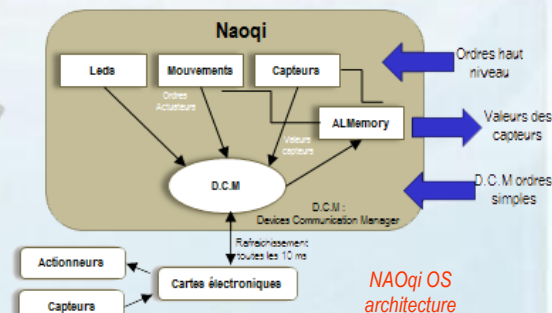 Naoqi
Leds
Mouvements
Capteurs
Ordres haut
niveau
Ordres
Actuateurs
ALMemory
Valeurs
capteurs
Valeurs des
capteurs
D.C.M
D.C.M ordres
simples
D.C.M :
Devices Communication Manager
Rafraichissement
toutes les 10 ms
Actionneurs
Cartes électroniques
Capteurs
NAOqi OS
architecture